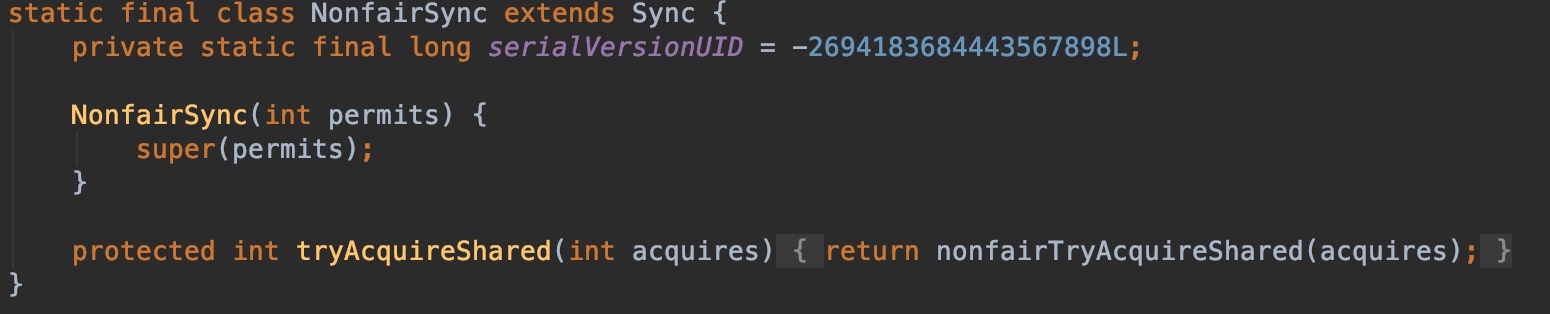 static final class NonfairSync extends Sync {
private static final long serialVersionUID = -2694183684443567898L;
NonfairSync(int permits) {
super(permits);
}
protected int tryAcquireShared(int acquires) { return nonfairTryAcquireShared(acquires); }
}